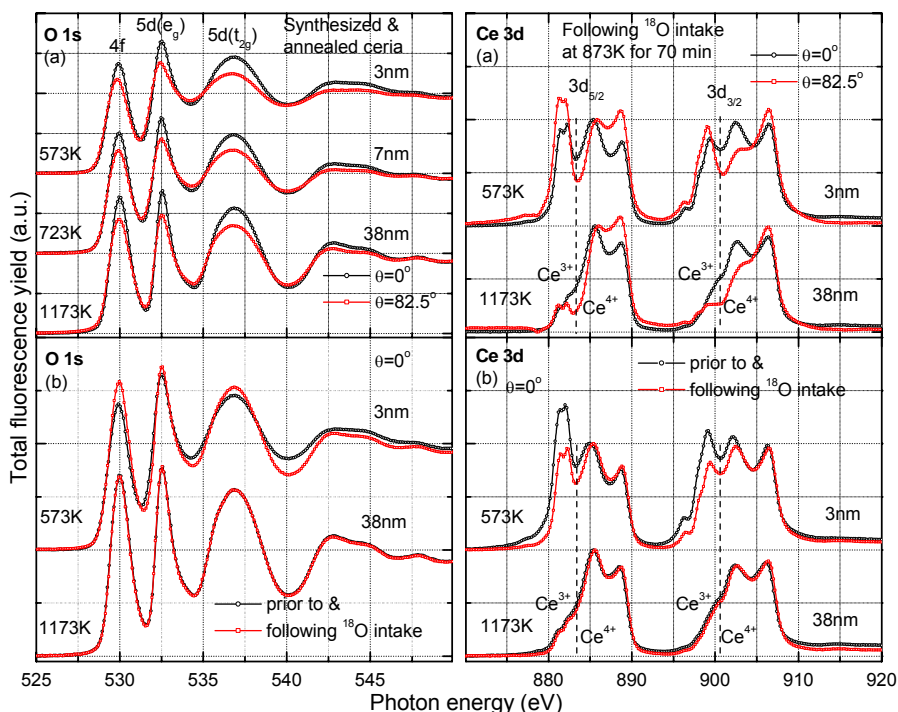 O 1s
(a)
4f
5d(e_g)
5d(t_2g)
Synthesized &
annealed ceria
3nm
573K
7nm
723K
38nm
θ=0°
θ=82.5°
1173K
Ce 3d
(a)
Following ¹⁸O intake
at 873K for 70 min
θ=0°
θ=82.5°
3d_5/2
3d_3/2
573K
3nm
Ce³⁺
Ce³⁺
1173K
Ce⁴⁺
Ce⁴⁺
38nm
O 1s
(b)
θ=0°
3nm
573K
38nm
1173K
prior to &
following ¹⁸O intake
Ce 3d
(b)
θ=0°
prior to &
following ¹⁸O intake
573K
3nm
Ce³⁺
Ce³⁺
1173K
Ce⁴⁺
Ce⁴⁺
38nm
Total fluorescence yield (a.u.)
525 530 535 540 545
880 890 900 910 920
Photon energy (eV)